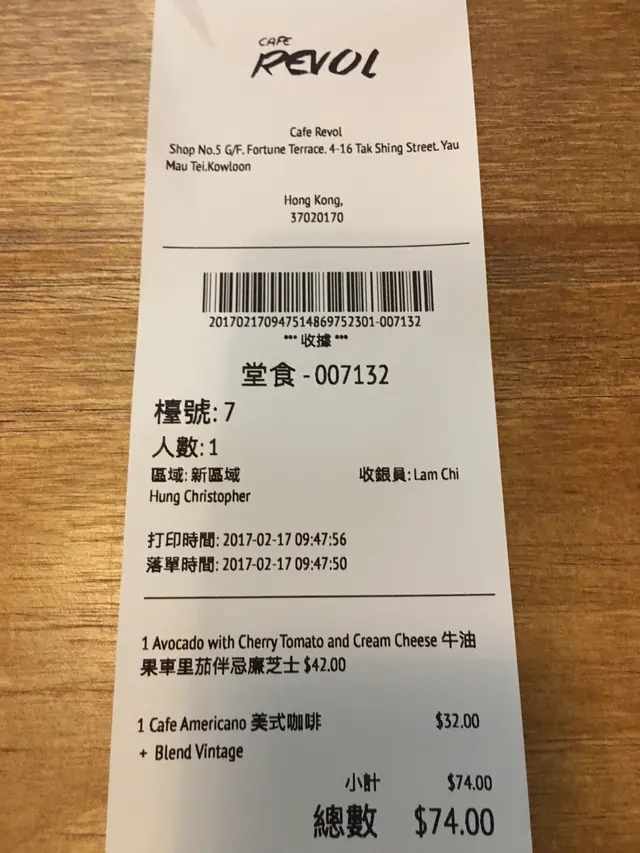 CAFE
REVOL
Cafe Revol
Shop No.5 G/F. Fortune Terrace. 4-16 Tak Shing Street. Yau
Mau Tei.Kowloon
Hong Kong,
37020170
201702170947514869752301-007132
*** 收據 ***
堂食 - 007132
檯號: 7
人數: 1
區域: 新區域 收銀員: Lam Chi
Hung Christopher
打印時間: 2017-02-17 09:47:56
落單時間: 2017-02-17 09:47:50
1 Avocado with Cherry Tomato and Cream Cheese 牛油
果車里茄伴忌廉芝士 $42.00
1 Cafe Americano 美式咖啡 $32.00
+ Blend Vintage
小計 $74.00
總數 $74.00